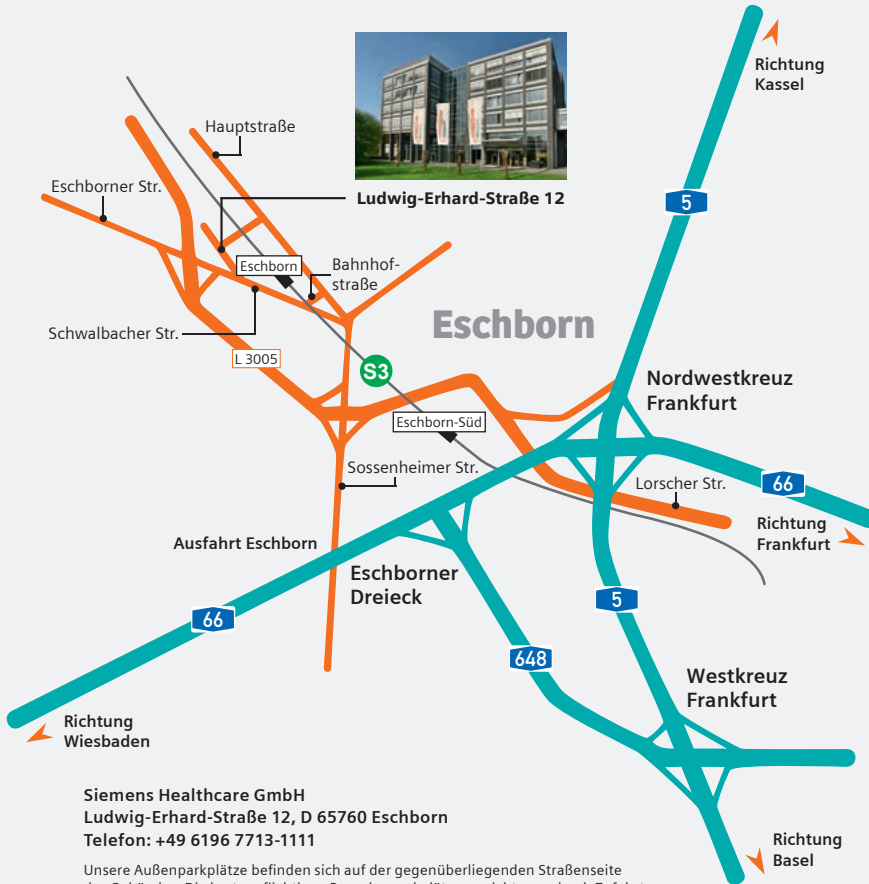 Richtung
Kassel
Hauptstraße
Eschborner Str.
Ludwig-Erhard-Straße 12
5
Eschborn
Bahnhof-
straße
Eschborn
Schwalbacher Str.
L 3005
S3
Nordwestkreuz
Frankfurt
Eschborn-Süd
Sossenheimer Str.
Lorscher Str.
66
Richtung
Frankfurt
Ausfahrt Eschborn
Eschborner
Dreieck
5
66
648
Westkreuz
Frankfurt
Richtung
Wiesbaden
Siemens Healthcare GmbH
Ludwig-Erhard-Straße 12, D 65760 Eschborn
Telefon: +49 6196 7713-1111
Richtung
Basel
Unsere Außenparkplätze befinden sich auf der gegenüberliegenden Straßenseite